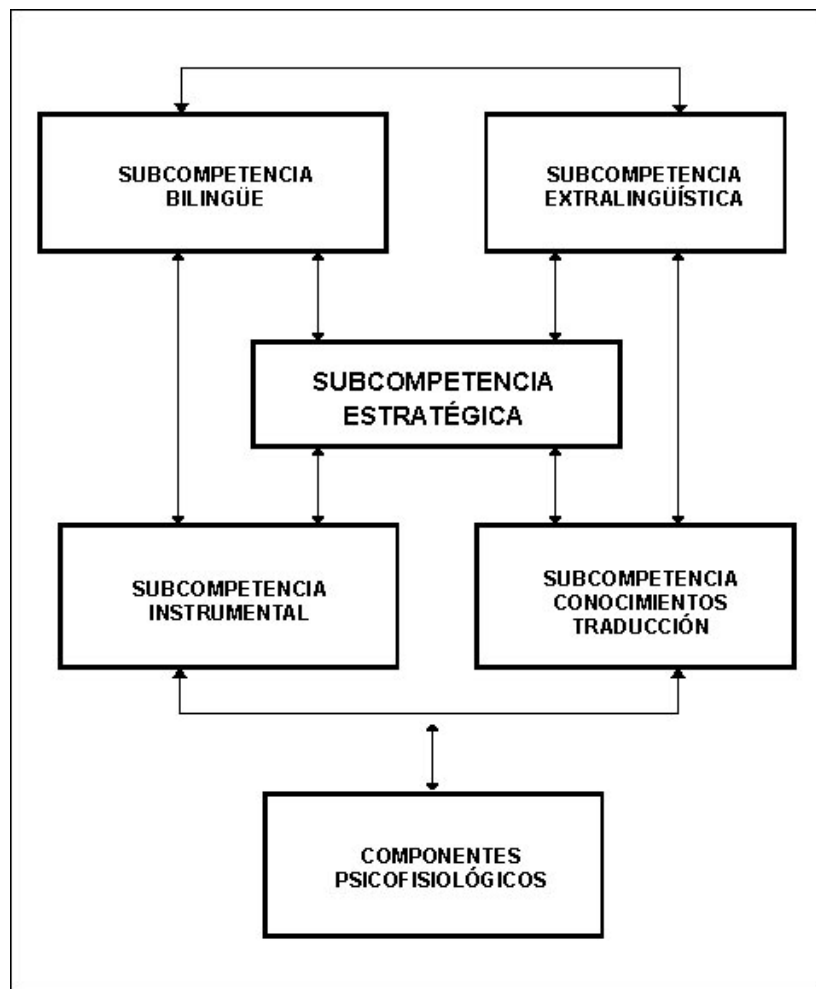 SUBCOMPETENCIA
BILINGÜE
SUBCOMPETENCIA
EXTRALINGÜÍSTICA
SUBCOMPETENCIA
ESTRATÉGICA
SUBCOMPETENCIA
INSTRUMENTAL
SUBCOMPETENCIA
CONOCIMIENTOS
TRADUCCIÓN
COMPONENTES
PSICOFISIOLÓGICOS